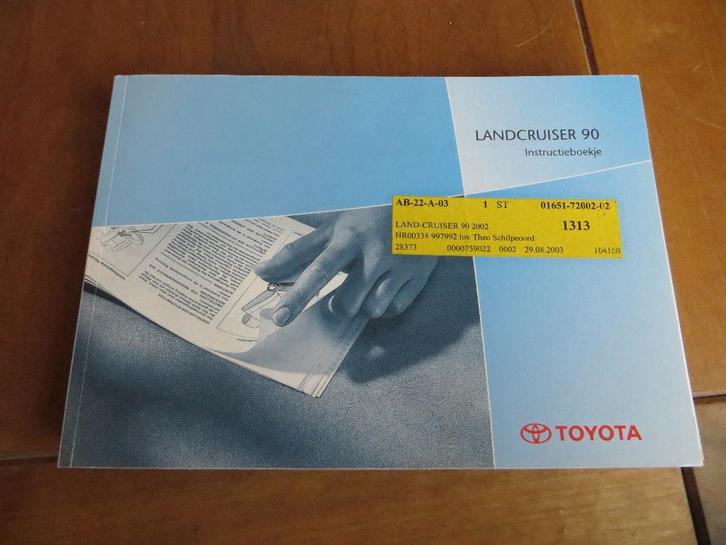 LANDCRUISER 90
Instructieboekje
AB-22-A-03 1 ST 01651-72002-02
LAND-CRUISER 90 2002 1313
HR00338 997992 iov Theo Schilpeoord
28373 0000759022 0002 29.08.2003 104150
TOYOTA